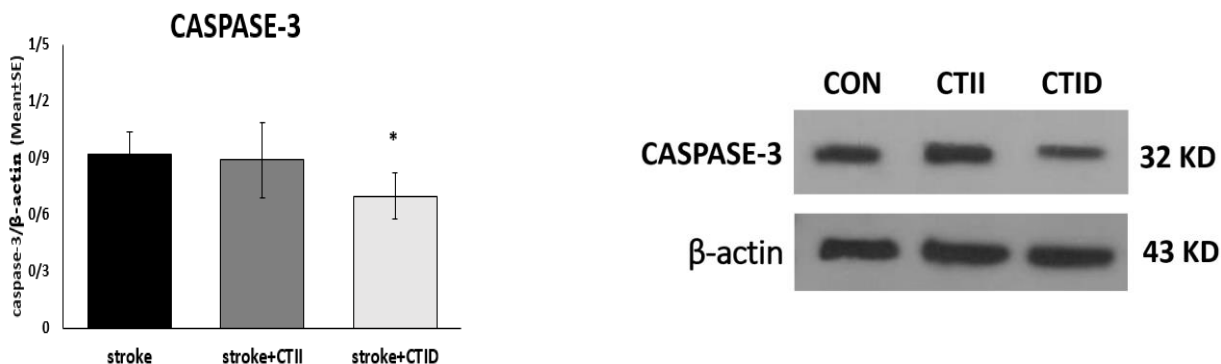 CASPASE-3
caspase-3/β-actin (Mean±SE)
1/5
1/2
0/9
0/6
0/3
0
*
stroke
stroke+CTII
stroke+CTID
CON CTII CTID
CASPASE-3 32 KD
β-actin 43 KD